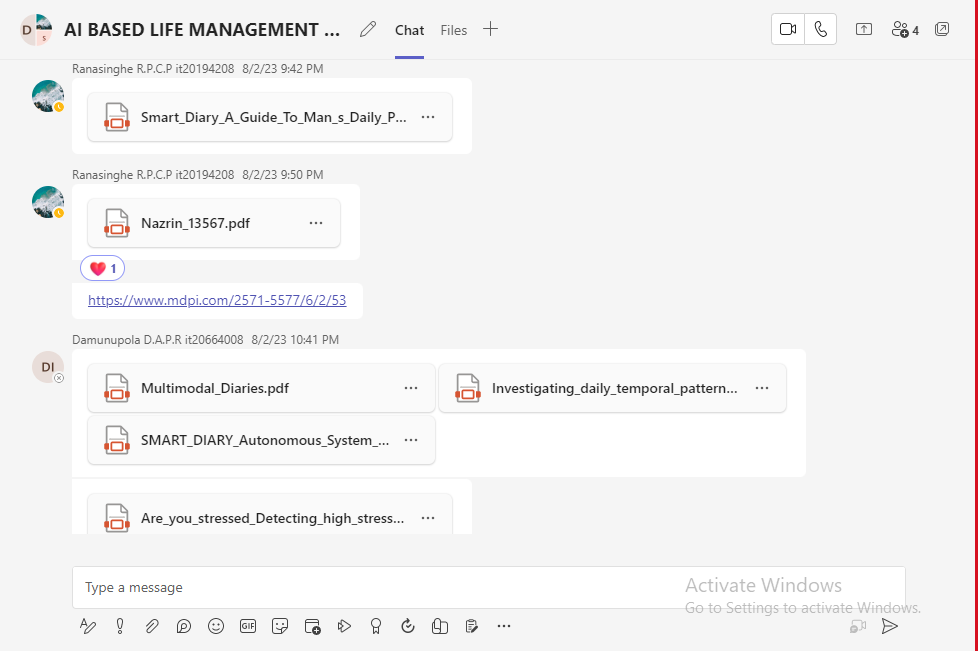 D
s
AI BASED LIFE MANAGEMENT ...
Chat
Files
4
Ranasinghe R.P.C.P it20194208 8/2/23 9:42 PM
Smart_Diary_A_Guide_To_Man_s_Daily_P...
Ranasinghe R.P.C.P it20194208 8/2/23 9:50 PM
Nazrin_13567.pdf
1
https://www.mdpi.com/2571-5577/6/2/53
Damunupola D.A.P.R it20664008 8/2/23 10:41 PM
DI
Multimodal_Diaries.pdf
Investigating_daily_temporal_pattern...
SMART_DIARY_Autonomous_System_...
Are_you_stressed_Detecting_high_stress...
Type a message
Activate Windows
Go to Settings to activate Windows.
GIF